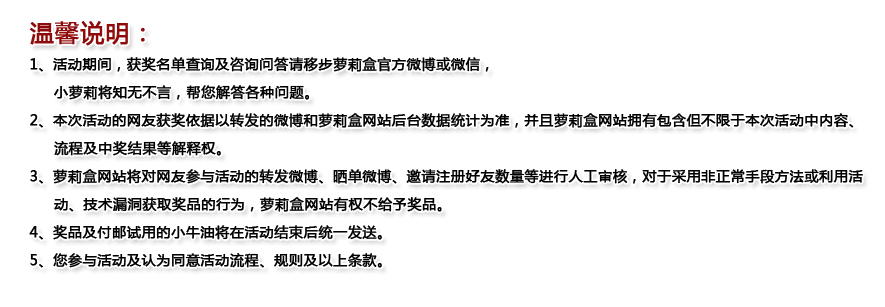 温馨说明：
1、活动期间，获奖名单查询及咨询问答请移步萝莉盒官方微博或微信，
小萝莉将知无不言，帮您解答各种问题。
2、本次活动的网友获奖依据以转发的微博和萝莉盒网站后台数据统计为准，并且萝莉盒网站拥有包含但不限于本次活动中内容、
流程及中奖结果等解释权。
3、萝莉盒网站将对网友参与活动的转发微博、晒单微博、邀请注册好友数量等进行人工审核，对于采用非正常手段方法或利用活
动、技术漏洞获取奖品的行为，萝莉盒网站有权不给予奖品。
4、奖品及付邮试用的小牛油将在活动结束后统一发送。
5、您参与活动及认为同意活动流程、规则及以上条款。